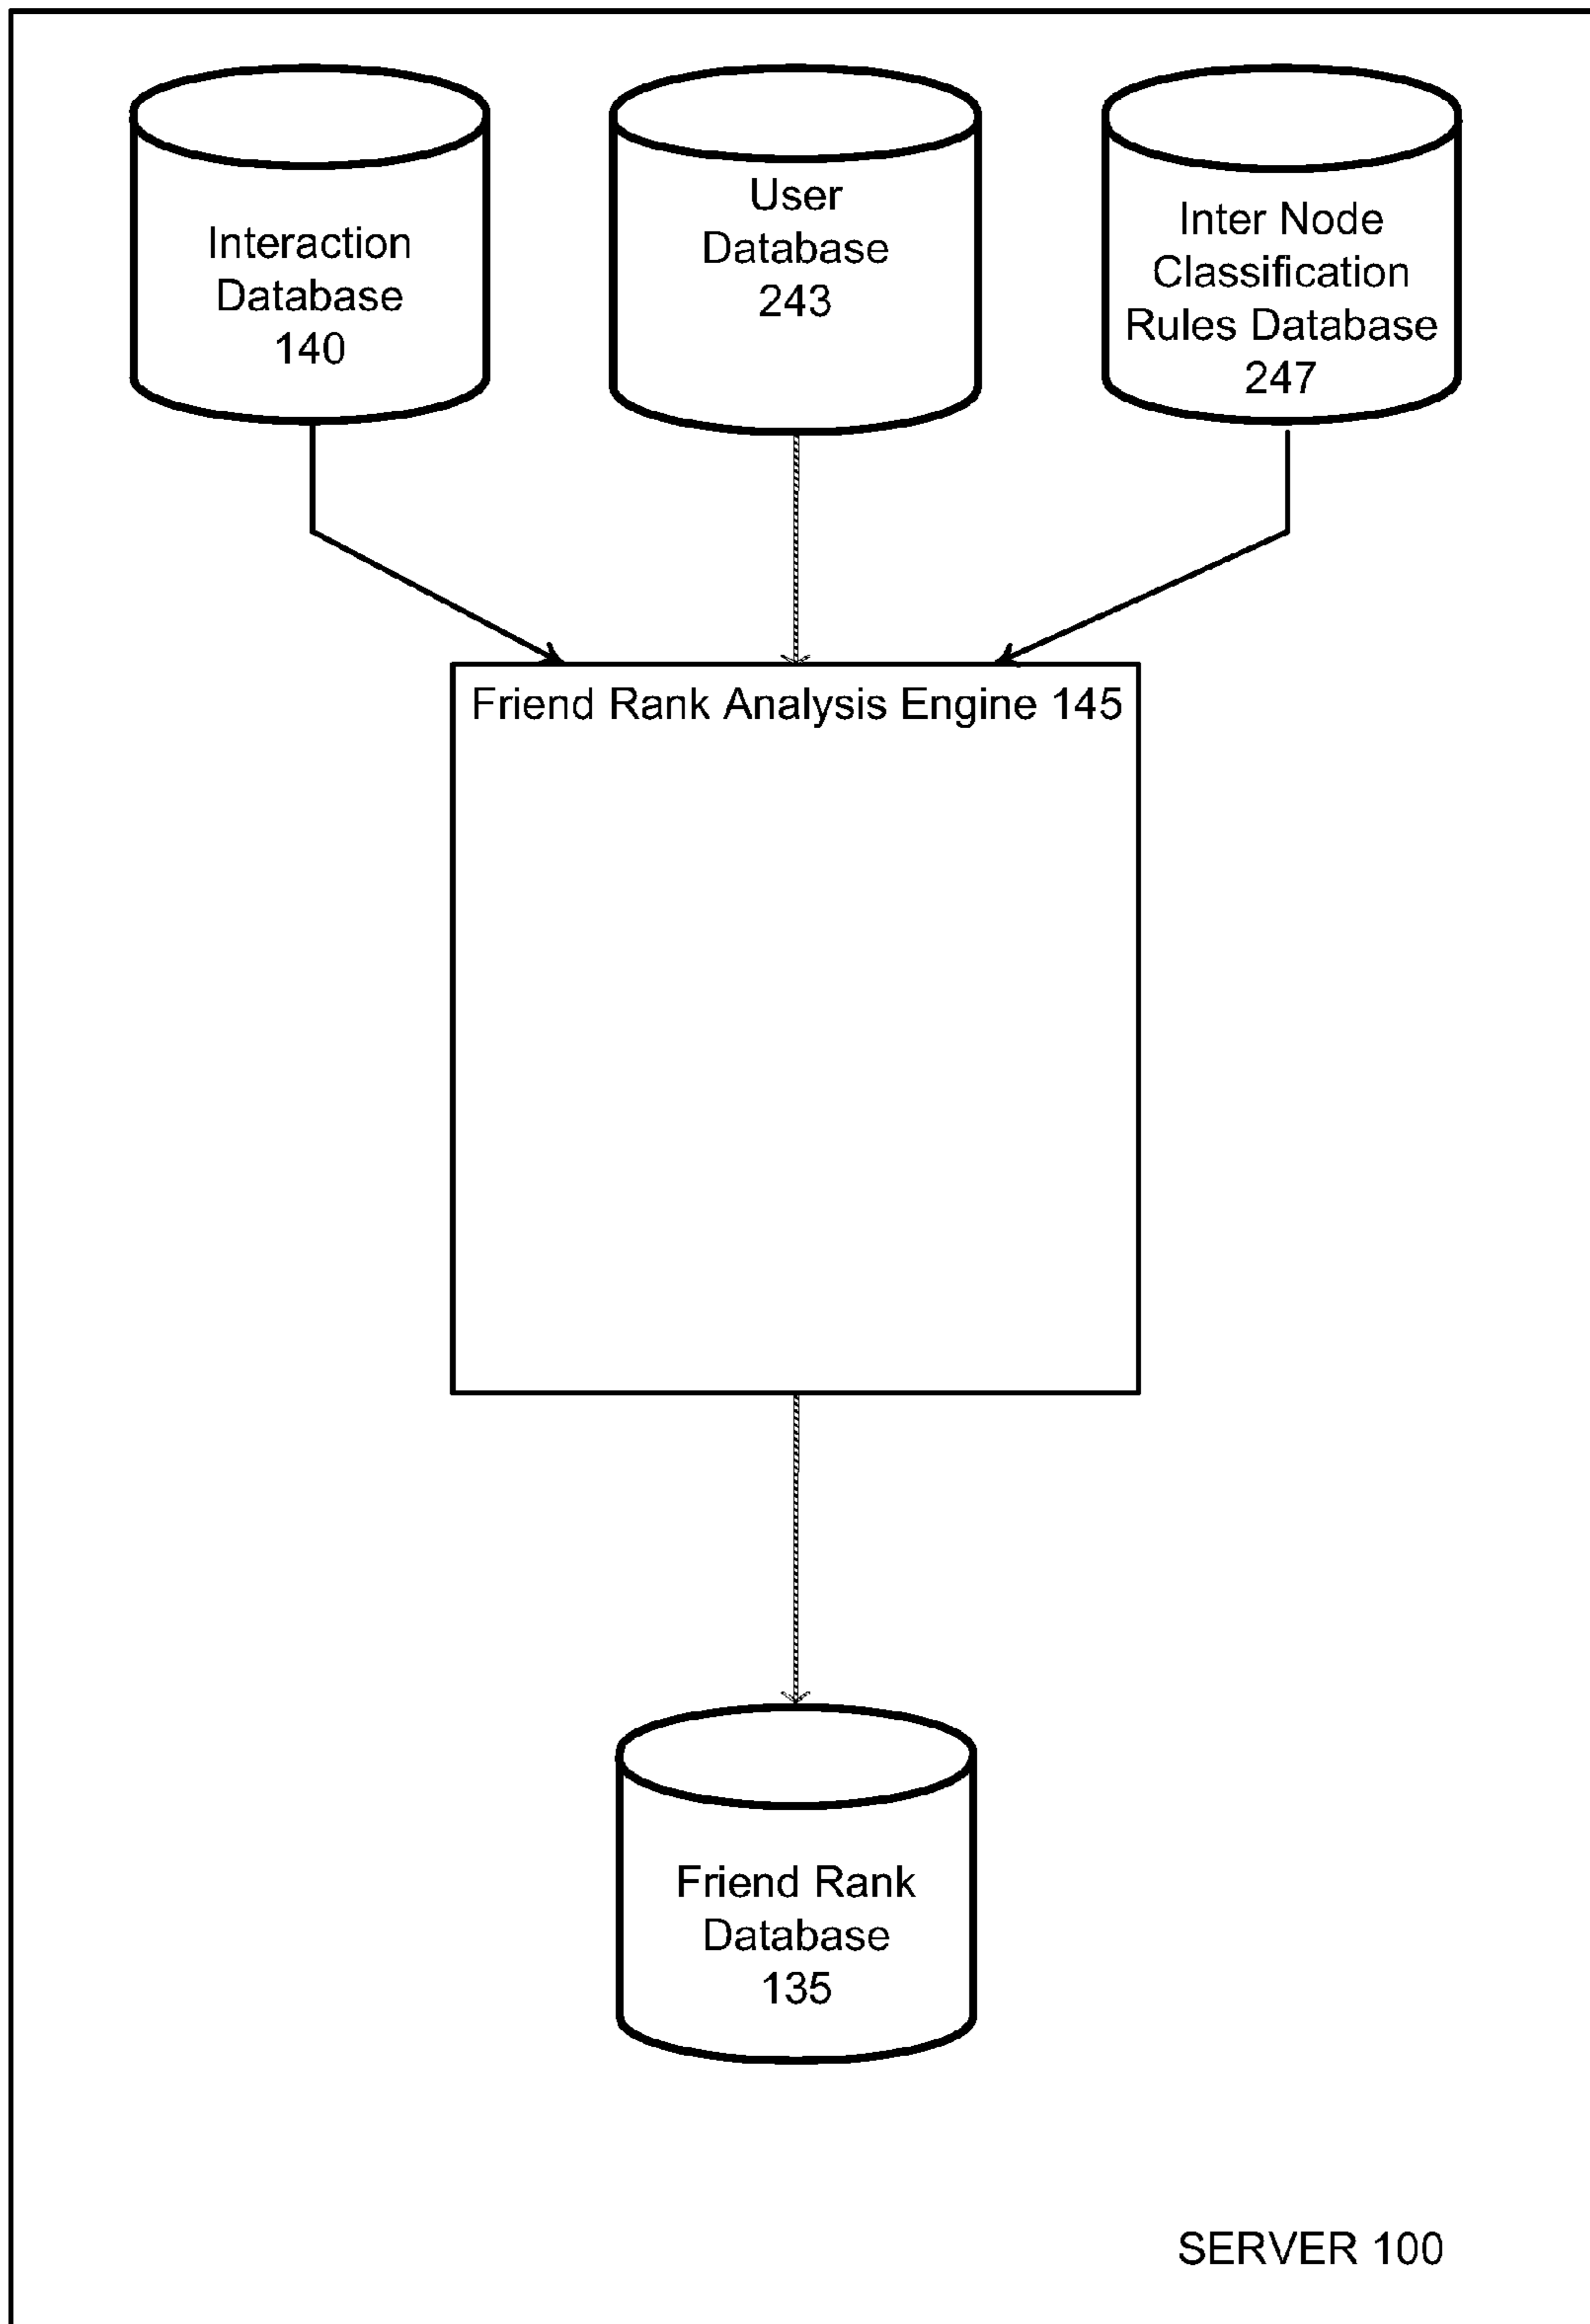 Interaction
Database
140
User
Database
243
Inter Node
Classification
Rules Database
247
Friend Rank Analysis Engine 145
Friend Rank
Database
135
SERVER 100